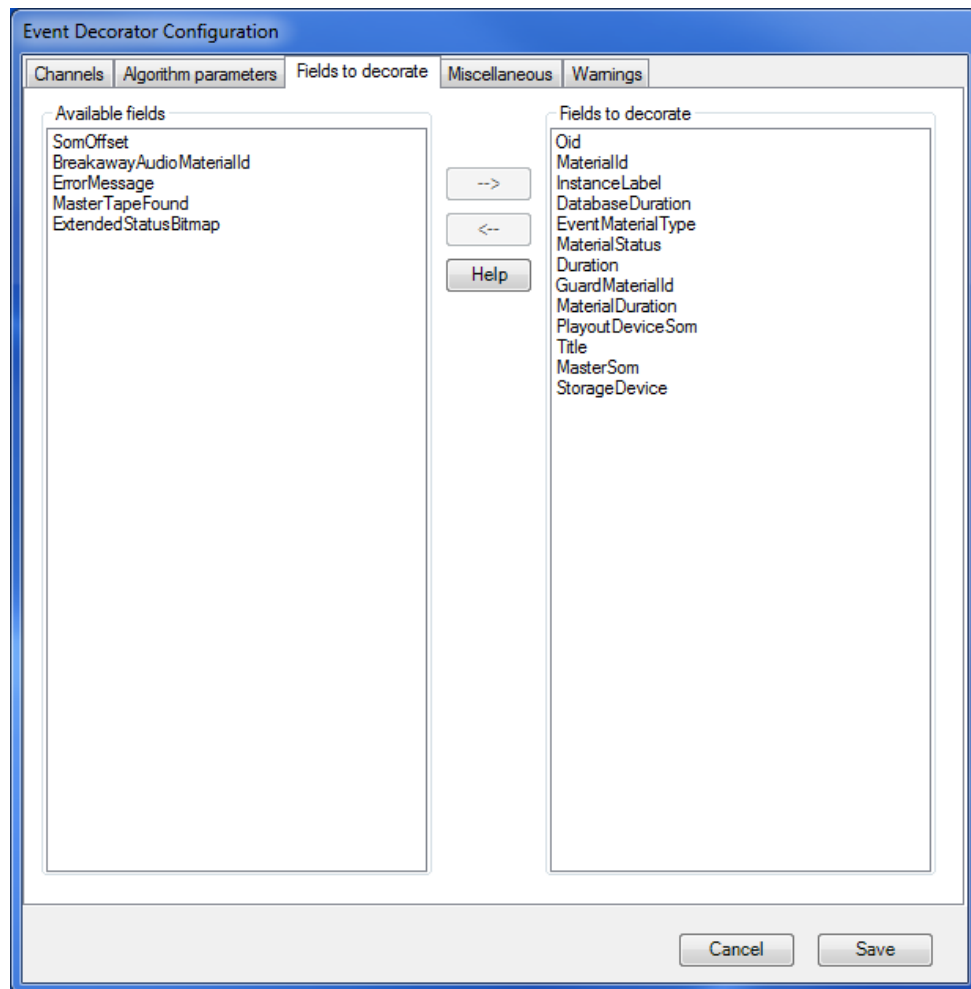 Event Decorator Configuration
Channels Algorithm parameters Fields to decorate Miscellaneous Warnings
Available fields
SomOffset
BreakawayAudioMaterialId
ErrorMessage
MasterTapeFound
ExtendedStatusBitmap
-->
<--
Help
Fields to decorate
Oid
MaterialId
InstanceLabel
DatabaseDuration
EventMaterialType
MaterialStatus
Duration
GuardMaterialId
MaterialDuration
PlayoutDeviceSom
Title
MasterSom
StorageDevice
Cancel Save